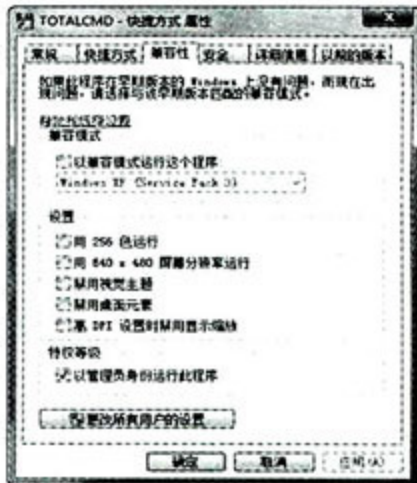 TOTALCMD - 快捷方式 属性
常规 快捷方式 兼容性 安全 详细信息 以前的版本
如果此程序在早期版本的 Windows 上没有问题，而现在出
现问题，请选择与该早期版本匹配的兼容模式。
帮助我选择设置
兼容模式
以兼容模式运行这个程序
Windows XP (Service Pack 3)
设置
用 256 色运行
用 640 x 480 屏幕分辨率运行
禁用视觉主题
禁用桌面元素
高 DPI 设置时禁用显示缩放
特权等级
以管理员身份运行此程序
更改所有用户的设置
确定 取消 应用(A)